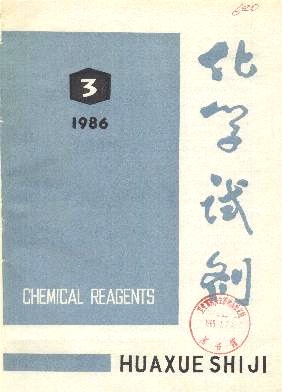 3
1986
化学试剂
CHEMICAL REAGENTS
HUAXUE SHIJI